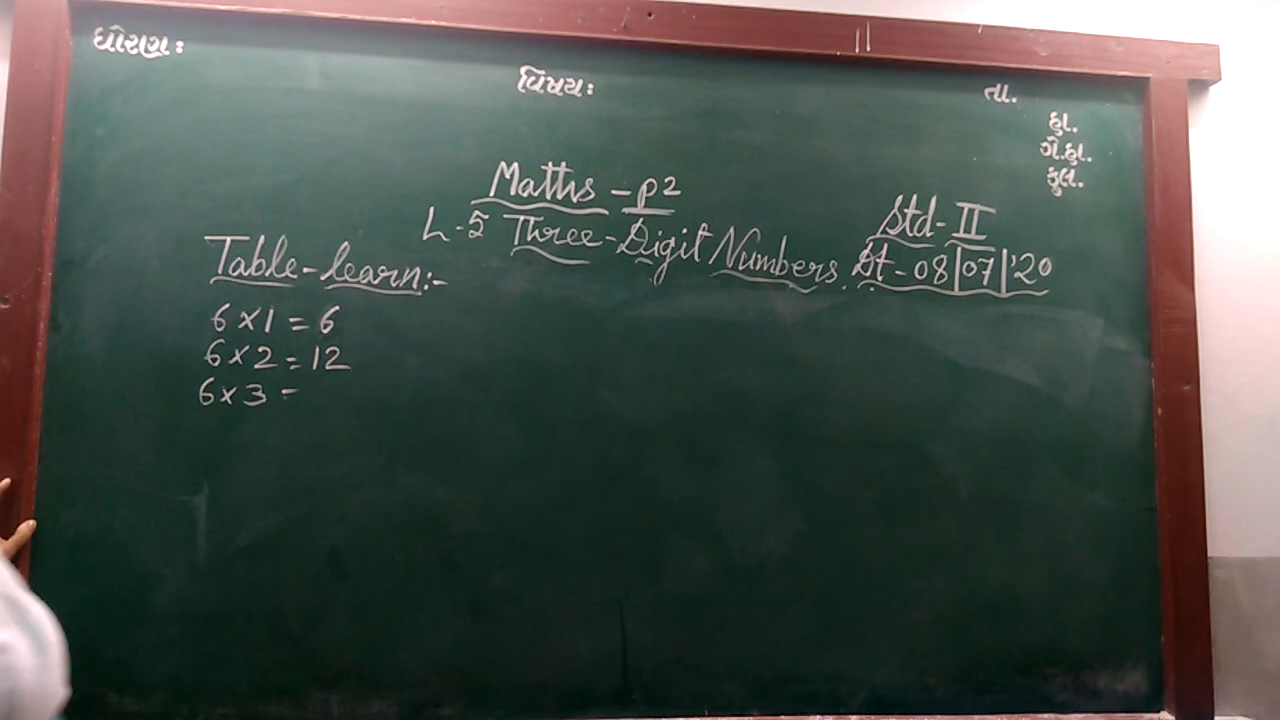 ધોરણ:
વિષય:
તા.
હા.
ગે.હા.
કુલ.
Maths - P2
Std - II
L-2 Three-Digit Numbers. Dt - 08|07|'20
Table-learn:-
6 × 1 = 6
6 × 2 = 12
6 × 3 =